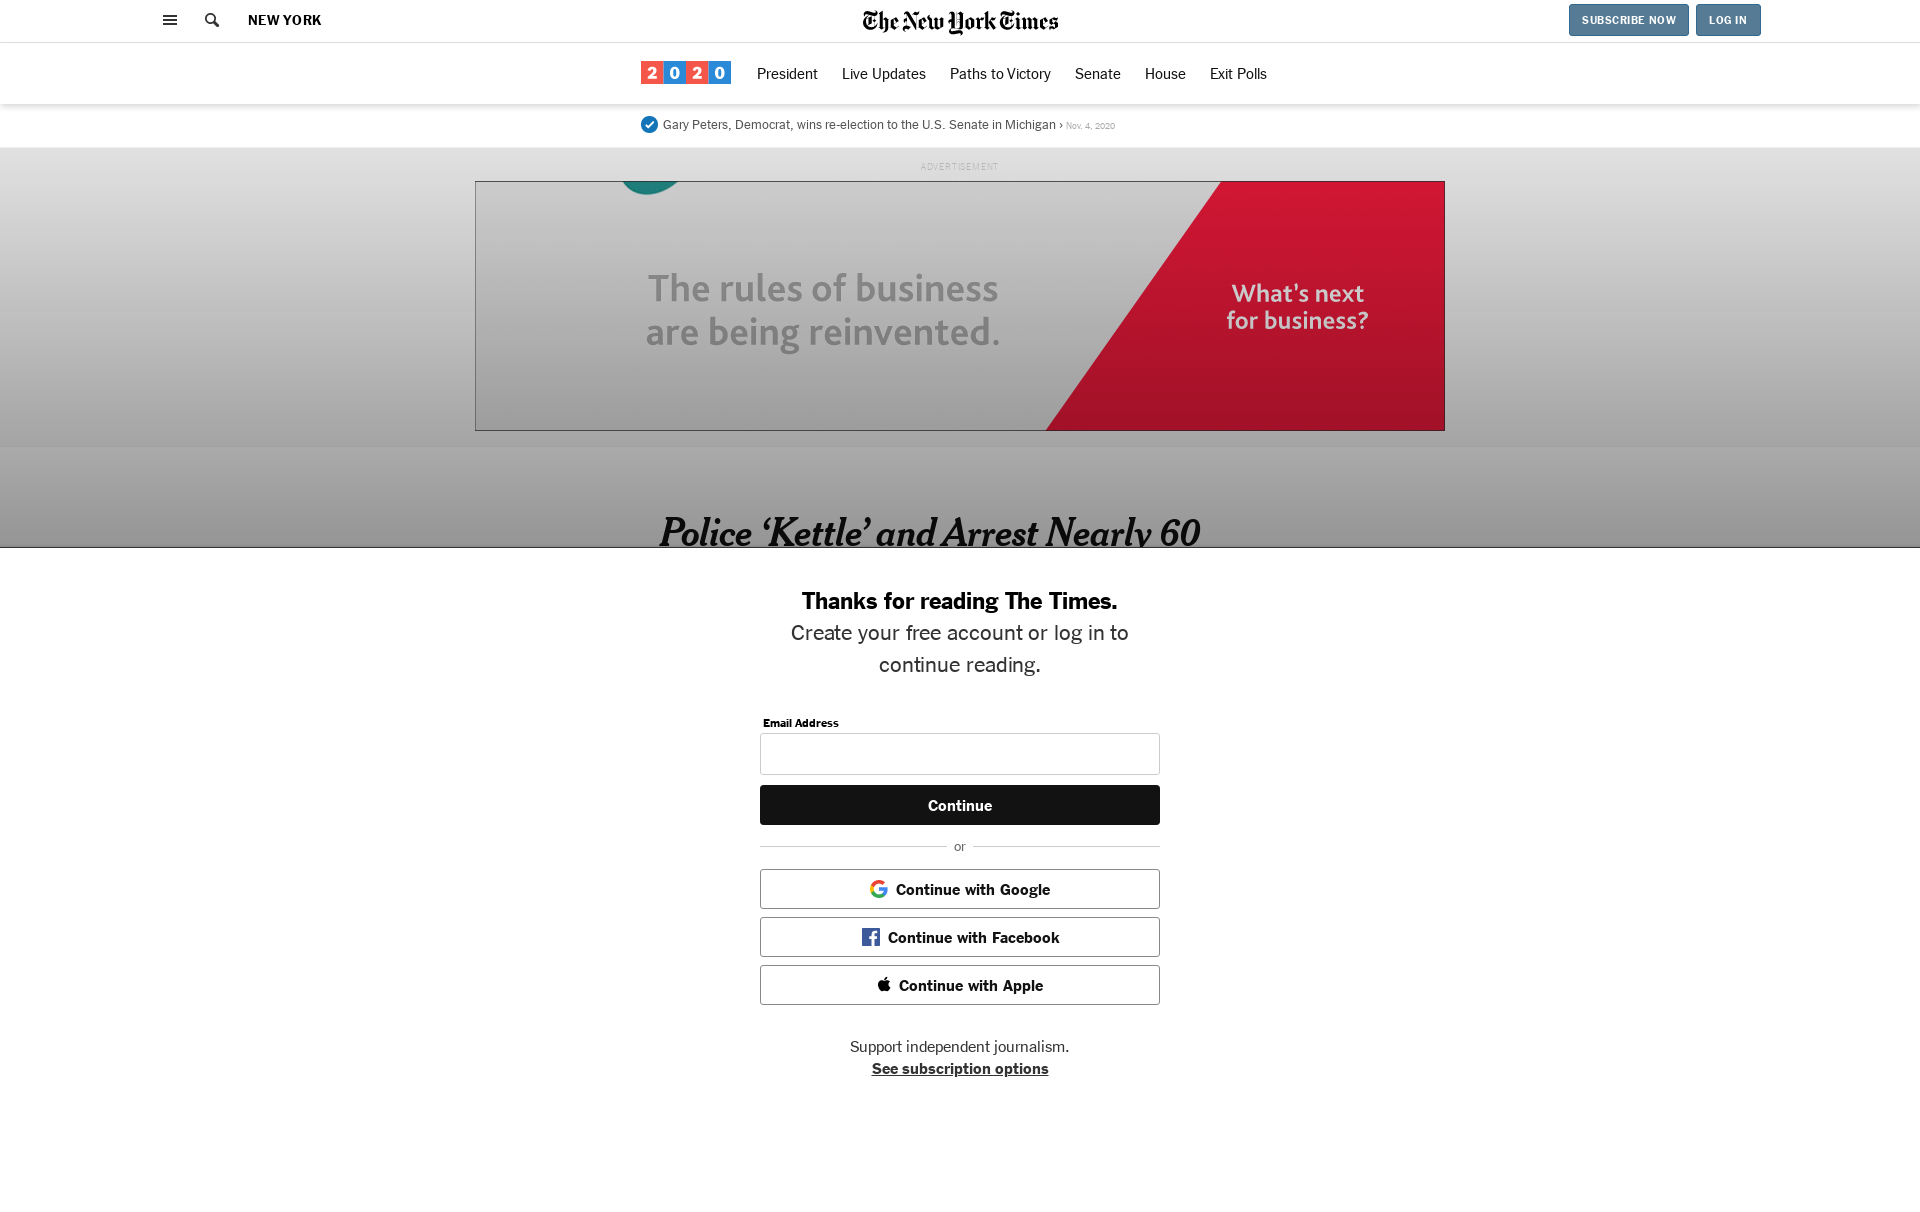 NEW YORK
The New York Times
SUBSCRIBE NOW
LOG IN
2020
President
Live Updates
Paths to Victory
Senate
House
Exit Polls
Gary Peters, Democrat, wins re-election to the U.S. Senate in Michigan › Nov. 4, 2020
ADVERTISEMENT
The rules of business
are being reinvented.
What's next
for business?
Police ‘Kettle’ and Arrest Nearly 60
Thanks for reading The Times.
Create your free account or log in to
continue reading.
Email Address
Continue
or
Continue with Google
Continue with Facebook
Continue with Apple
Support independent journalism.
See subscription options